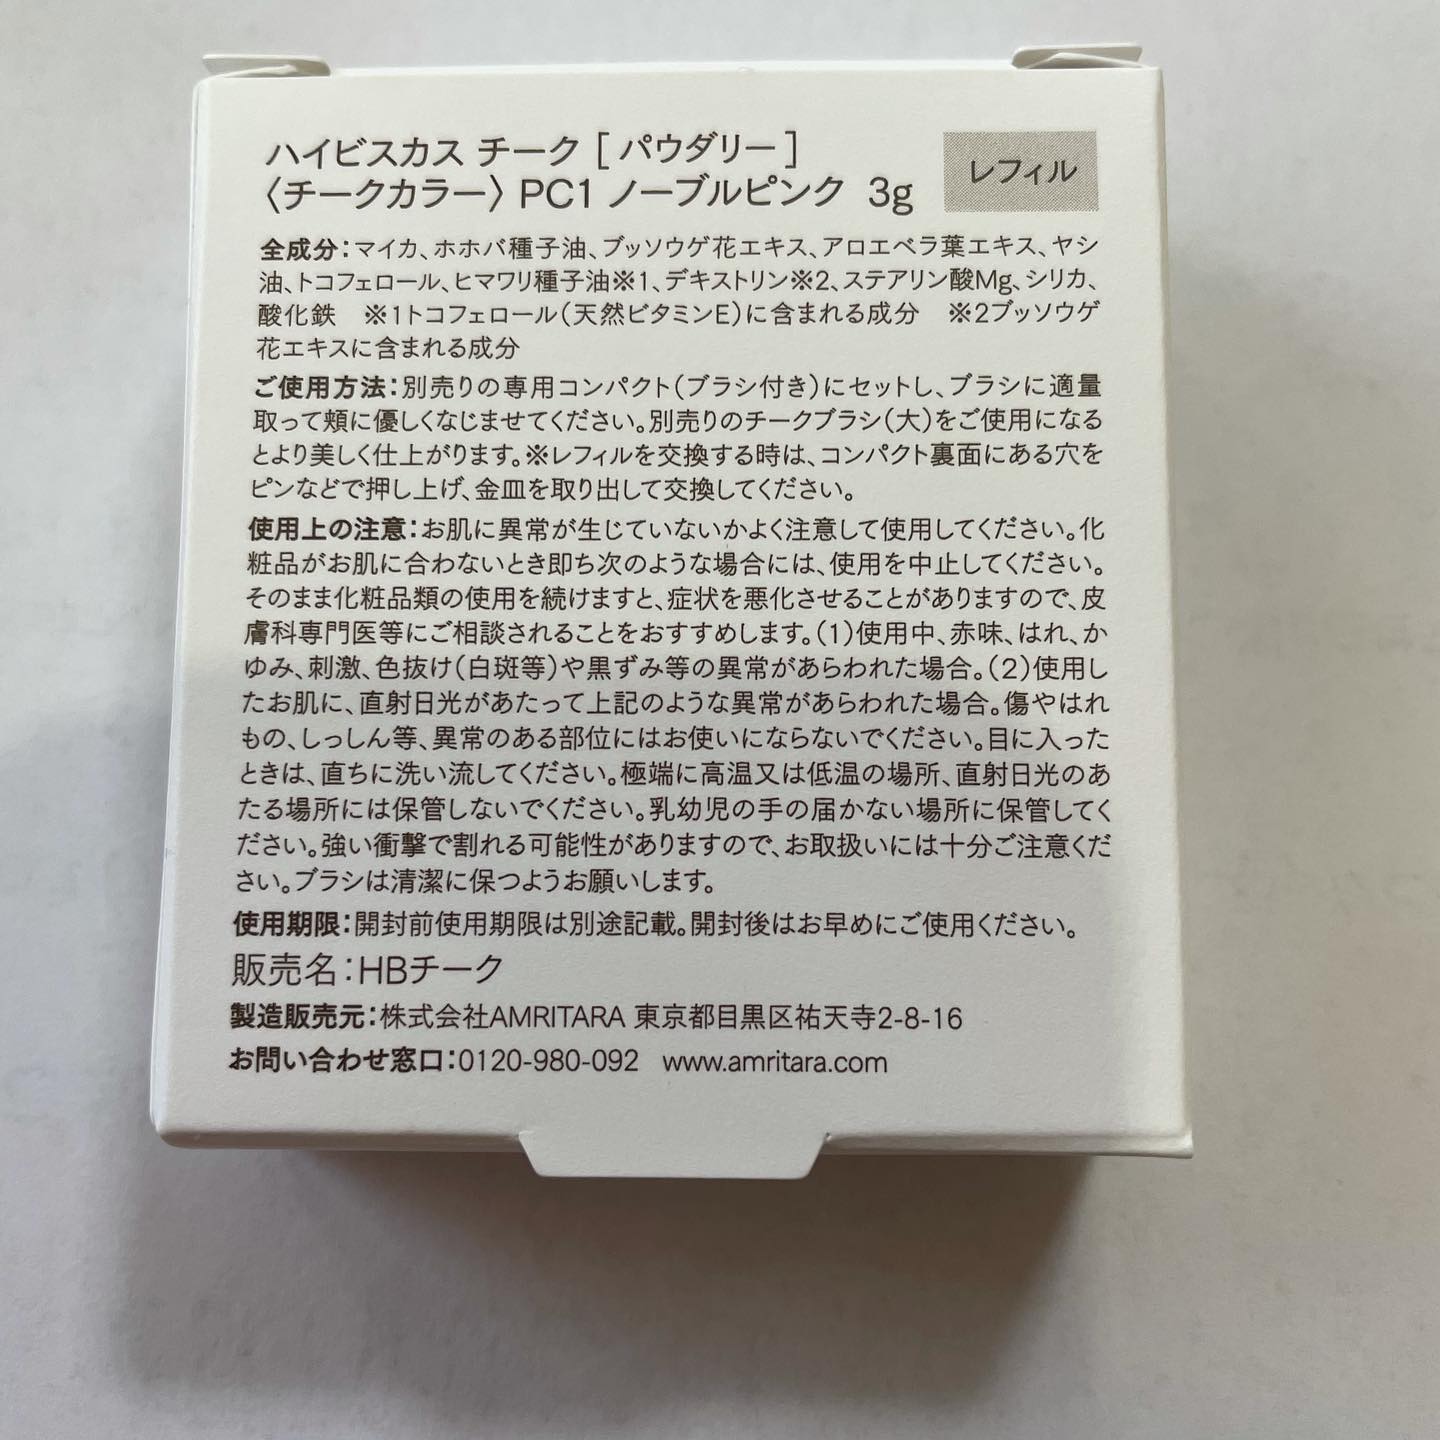 ハイビスカス チーク [ パウダリー ]
〈チークカラー〉 PC1 ノーブルピンク 3g
レフィル
全成分：マイカ、ホホバ種子油、ブッソウゲ花エキス、アロエベラ葉エキス、ヤシ
油、トコフェロール、ヒマワリ種子油※1、デキストリン※2、ステアリン酸Mg、シリカ、
酸化鉄 ※1トコフェロール（天然ビタミンE）に含まれる成分 ※2ブッソウゲ
花エキスに含まれる成分
ご使用方法：別売りの専用コンパクト（ブラシ付き）にセットし、ブラシに適量
取って頬に優しくなじませてください。別売りのチークブラシ（大）をご使用になる
とより美しく仕上がります。※レフィルを交換する時は、コンパクト裏面にある穴を
ピンなどで押し上げ、金皿を取り出して交換してください。
使用上の注意：お肌に異常が生じていないかよく注意して使用してください。化
粧品がお肌に合わないとき即ち次のような場合には、使用を中止してください。
そのまま化粧品類の使用を続けますと、症状を悪化させることがありますので、皮
膚科専門医等にご相談されることをおすすめします。（1）使用中、赤味、はれ、か
ゆみ、刺激、色抜け（白斑等）や黒ずみ等の異常があらわれた場合。（2）使用し
たお肌に、直射日光があたって上記のような異常があらわれた場合。傷やはれ
もの、しっしん等、異常のある部位にはお使いにならないでください。目に入った
ときは、直ちに洗い流してください。極端に高温又は低温の場所、直射日光のあ
たる場所には保管しないでください。乳幼児の手の届かない場所に保管してく
ださい。強い衝撃で割れる可能性がありますので、お取扱いには十分ご注意くだ
さい。ブラシは清潔に保つようお願いします。
使用期限：開封前使用期限は別途記載。開封後はお早めにご使用ください。
販売名：HBチーク
製造販売元：株式会社AMRITARA 東京都目黒区祐天寺2-8-16
お問い合わせ窓口：0120-980-092 www.amritara.com